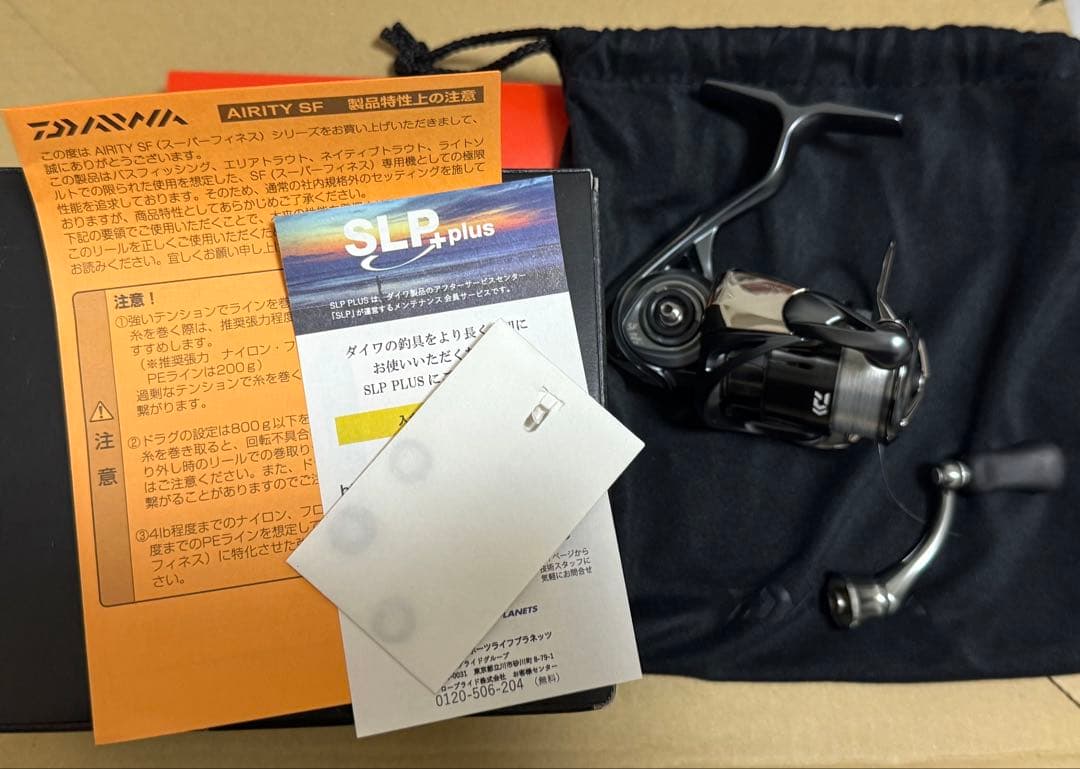 DAIWA
AIRITY SF 製品特性上の注意
この度は AIRITY SF (スーパーフィネス) シリーズをお買い上げいただきまして、
誠にありがとうございます。
この製品はバスフィッシング、エリアトラウト、ネイティブトラウト、ライトソ
ルトでの限られた使用を想定した、SF (スーパーフィネス) 専用機としての極限
性能を追求しております。そのため、通常の社内規格外のセッティングを施して
おりますが、商品特性としてあらかじめご了承ください。
下記の要領でご使用いただくことで、
このリールを正しくご使用いただくた
お読みください。宜しくお願い申し上
注意
注意!
①強いテンションでラインを巻
糸を巻く際は、推奨張力程度
すすめします。
(※推奨張力 ナイロン・フ
PEラインは200g)
過剰なテンションで糸を巻く
繋がります。
②ドラグの設定は800g以下を
糸を巻き取ると、回転不具合
り外し時のリールでの巻取り
はご注意ください。また、ド
繋がることがありますのでご注
③4lb程度までのナイロン、フロ
度までのPEラインを想定して
フィネス) に特化させた
さい。
SLP+plus
SLP PLUS は、ダイワ製品のアフターサービスセンター
「SLP」が運営するメンテナンス会員サービスです。
ダイワの釣具をより長く
に
お使いいただくた
SLP PLUS に
ページから
技術スタッフに
気軽にお問合せ
PLANETS
ポーツライフプラネッツ
ライドグループ
-0031 東京都立川市砂川町 8-79-1
ローブライド株式会社 お客様センター
0120-506-204 (無料)